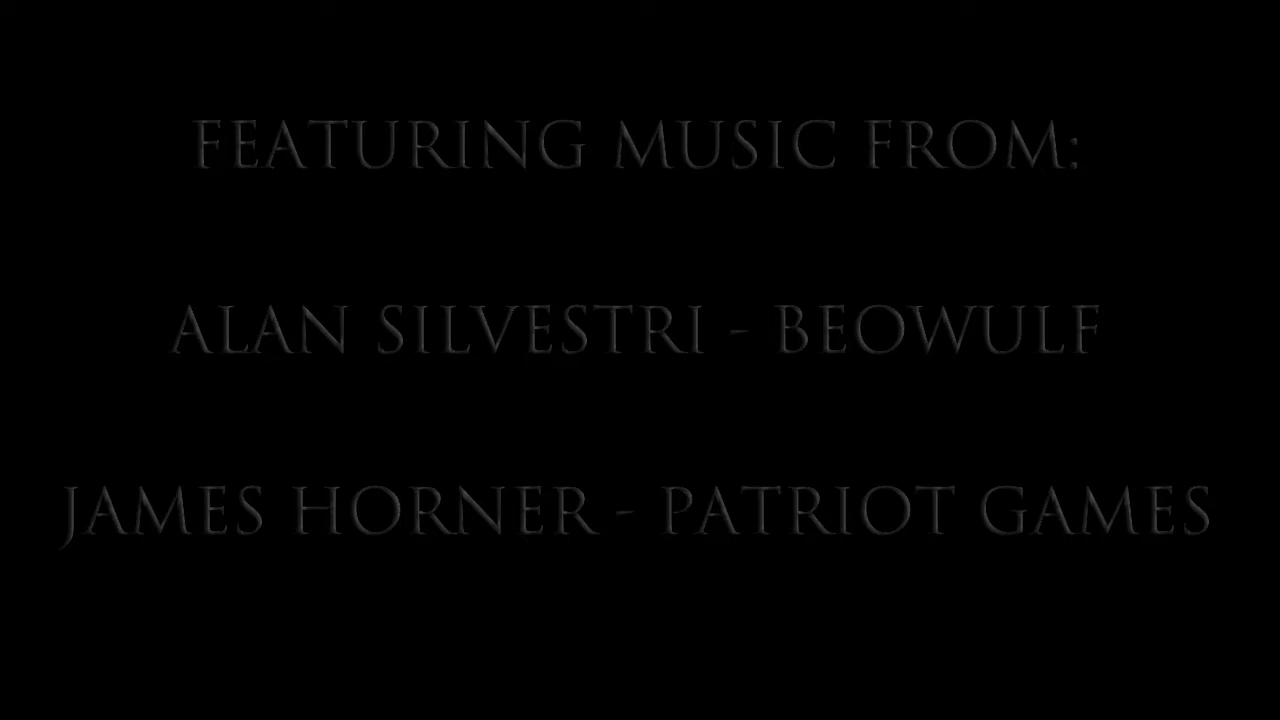 FEATURING MUSIC FROM:
ALAN SILVESTRI - BEOWULF
JAMES HORNER - PATRIOT GAMES